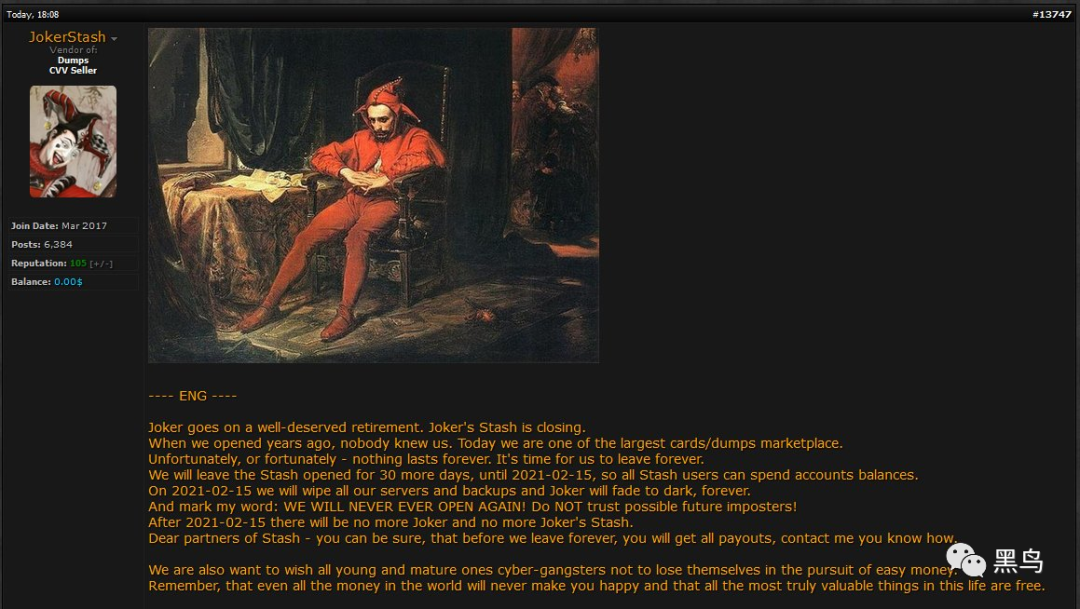 Today, 18:08
#13747
JokerStash
Vendor of:
Dumps
CVV Seller
Join Date: Mar 2017
Posts: 6,384
Reputation: 105 [+/-]
Balance: 0.00$
---- ENG ----
Joker goes on a well-deserved retirement. Joker's Stash is closing.
When we opened years ago, nobody knew us. Today we are one of the largest cards/dumps marketplace.
Unfortunately, or fortunately - nothing lasts forever. It's time for us to leave forever.
We will leave the Stash opened for 30 more days, until 2021-02-15, so all Stash users can spend accounts balances.
On 2021-02-15 we will wipe all our servers and backups and Joker will fade to dark, forever.
And mark my word: WE WILL NEVER EVER OPEN AGAIN! Do NOT trust possible future imposters!
After 2021-02-15 there will be no more Joker and no more Joker's Stash.
Dear partners of Stash - you can be sure, that before we leave forever, you will get all payouts, contact me you know how.
We are also want to wish all young and mature ones cyber-gangsters not to lose themselves in the pursuit of easy money.
Remember, that even all the money in the world will never make you happy and that all the most truly valuable things in this life are free.
黑鸟